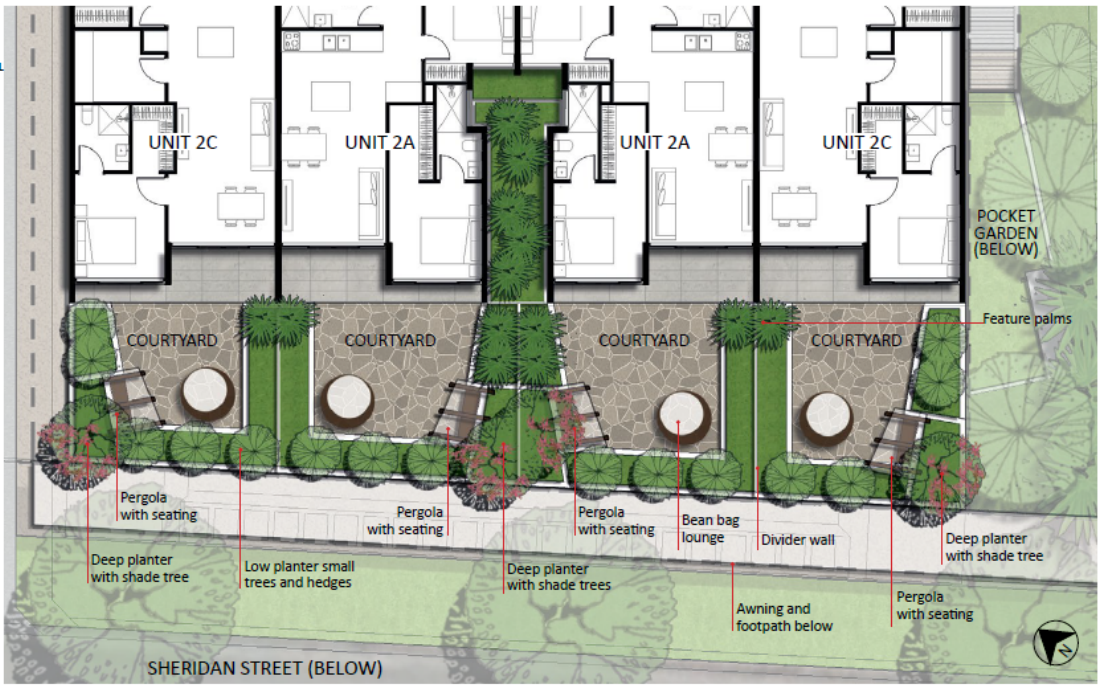 UNIT 2C
UNIT 2A
UNIT 2A
UNIT 2C
POCKET
GARDEN
(BELOW)
Feature palms
COURTYARD
COURTYARD
COURTYARD
COURTYARD
Pergola
with seating
Pergola
with seating
Pergola
with seating
Bean bag
lounge
Divider wall
Deep planter
with shade tree
Deep planter
with shade tree
Low planter small
trees and hedges
Deep planter
with shade trees
Awning and
footpath below
Pergola
with seating
SHERIDAN STREET (BELOW)
N